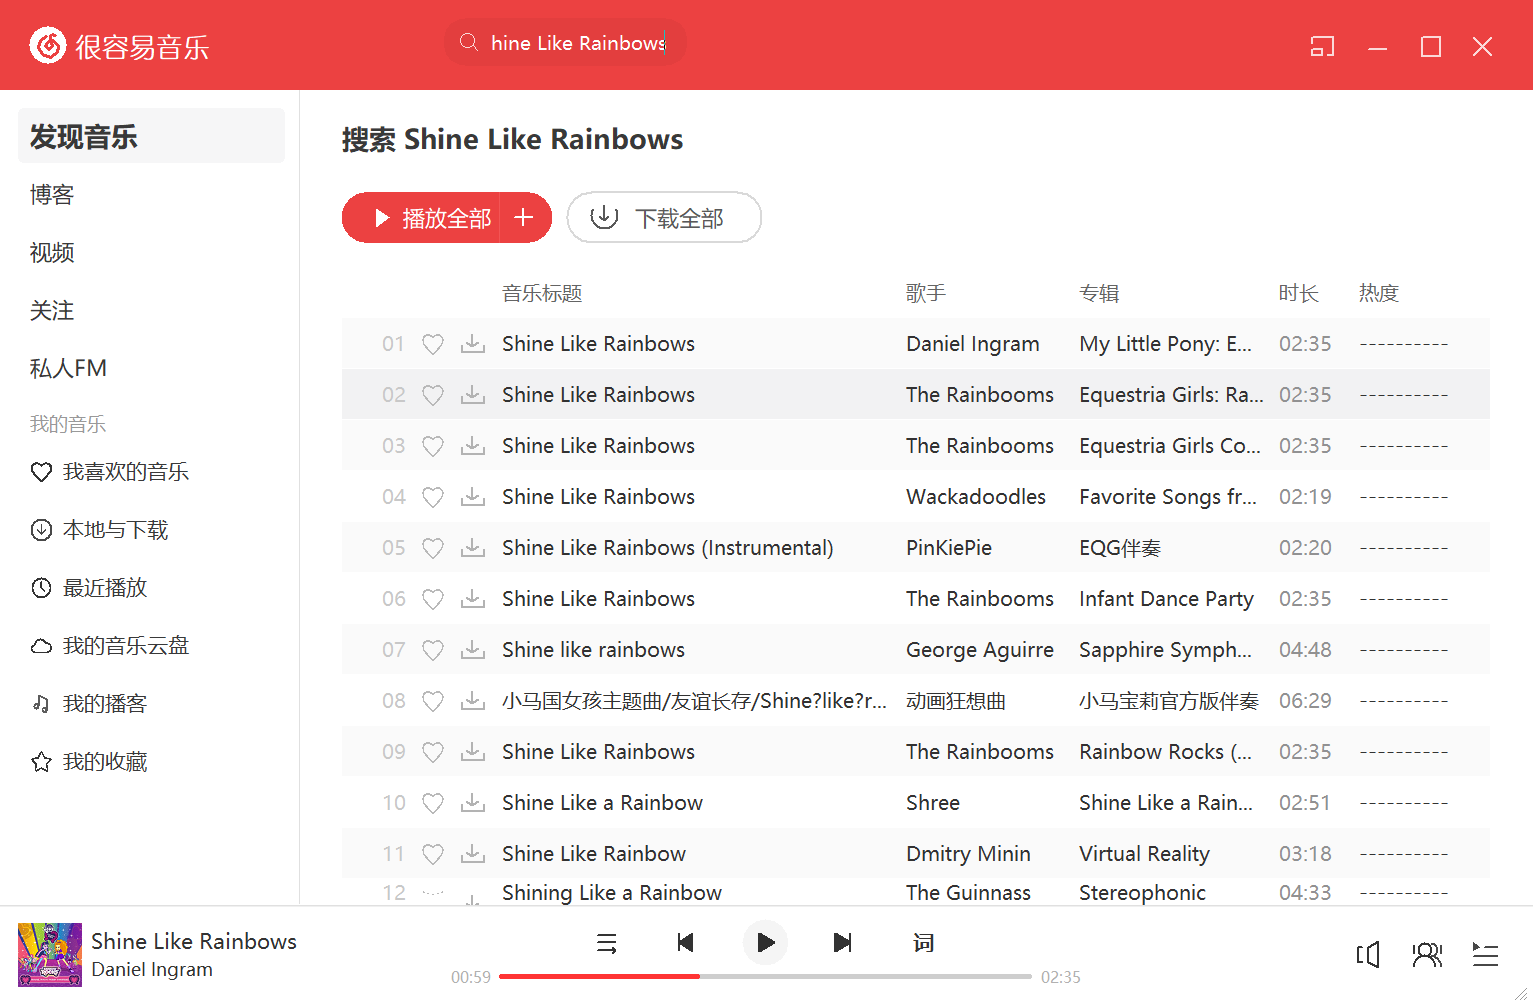 很容易音乐
hine Like Rainbows
发现音乐
博客
视频
关注
私人FM
我的音乐
我喜欢的音乐
本地与下载
最近播放
我的音乐云盘
我的播客
我的收藏
搜索 Shine Like Rainbows
播放全部
下载全部
音乐标题 歌手 专辑 时长 热度
01 Shine Like Rainbows Daniel Ingram My Little Pony: E... 02:35 ----------
02 Shine Like Rainbows The Rainbooms Equestria Girls: Ra... 02:35 ----------
03 Shine Like Rainbows The Rainbooms Equestria Girls Co... 02:35 ----------
04 Shine Like Rainbows Wackadoodles Favorite Songs fr... 02:19 ----------
05 Shine Like Rainbows (Instrumental) PinKiePie EQG伴奏 02:20 ----------
06 Shine Like Rainbows The Rainbooms Infant Dance Party 02:35 ----------
07 Shine like rainbows George Aguirre Sapphire Symph... 04:48 ----------
08 小马国女孩主题曲/友谊长存/Shine?like?r... 动画狂想曲 小马宝莉官方版伴奏 06:29 ----------
09 Shine Like Rainbows The Rainbooms Rainbow Rocks (... 02:35 ----------
10 Shine Like a Rainbow Shree Shine Like a Rain... 02:51 ----------
11 Shine Like Rainbow Dmitry Minin Virtual Reality 03:18 ----------
12 Shining Like a Rainbow The Guinnass Stereophonic 04:33 ----------
Shine Like Rainbows
Daniel Ingram
词
00:59 02:35